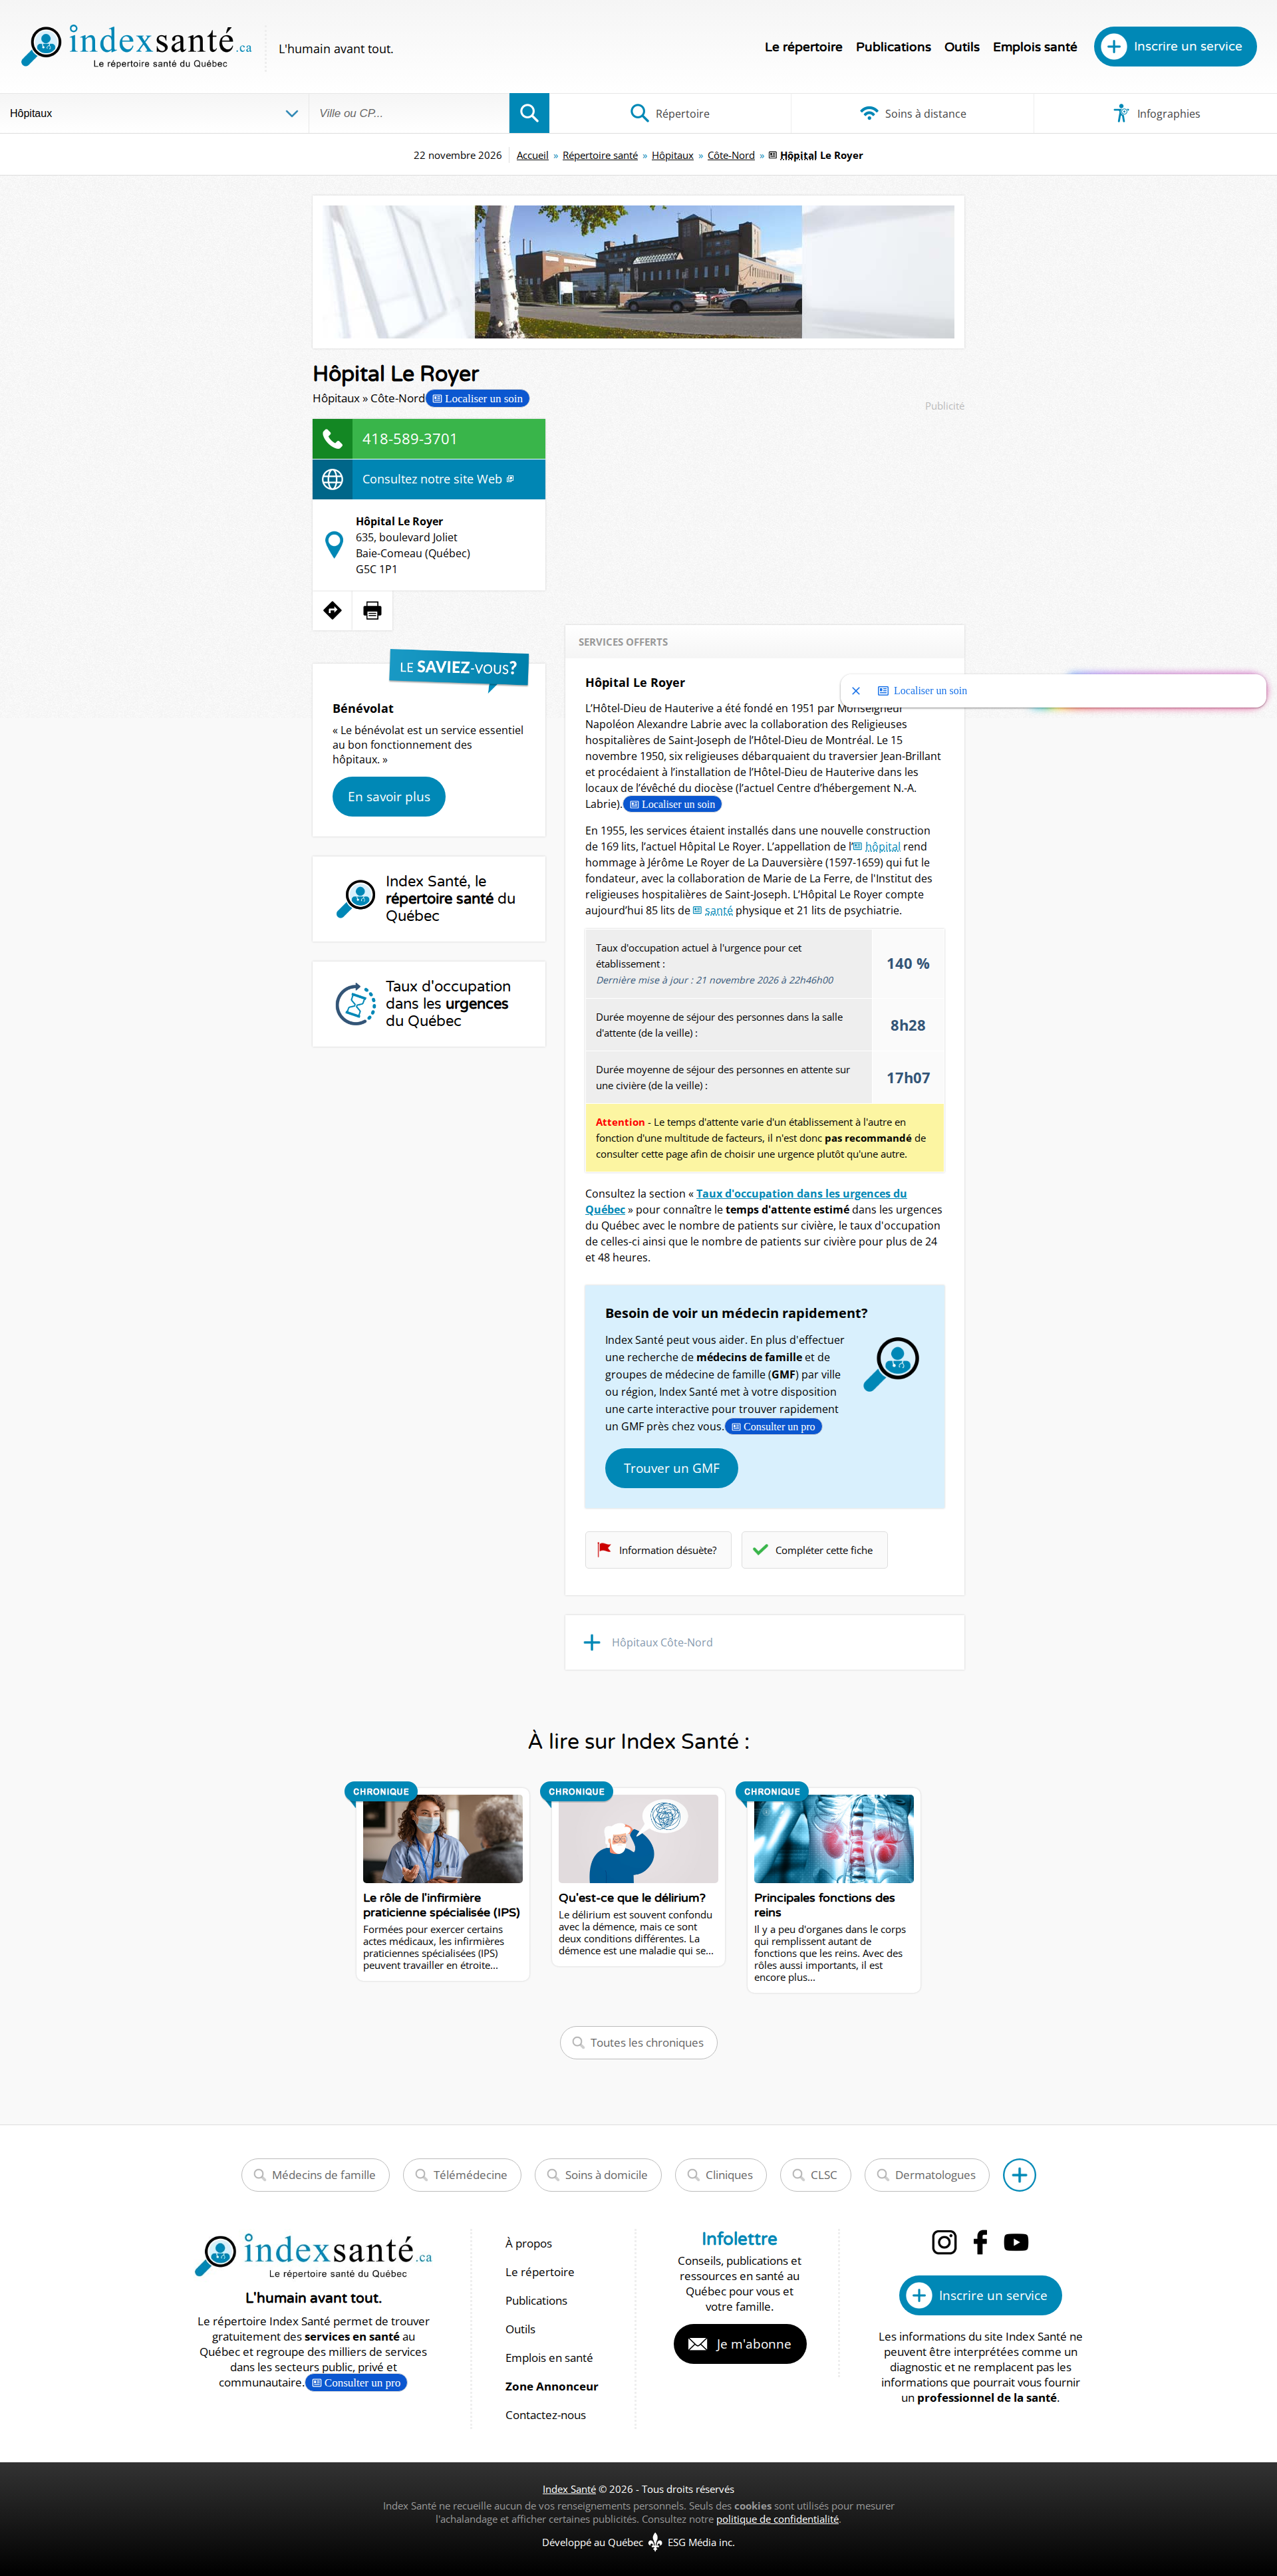 indexsanté.ca
Le répertoire santé du Québec
L'humain avant tout.
Le répertoire Publications Outils Emplois santé
Inscrire un service
Hôpitaux
Ville ou CP...
Répertoire
Soins à distance
Infographies
22 novembre 2026 Accueil » Répertoire santé » Hôpitaux » Côte-Nord » Hôpital Le Royer
Hôpital Le Royer
Hôpitaux » Côte-Nord Localiser un soin
Publicité
418-589-3701
Consultez notre site Web
Hôpital Le Royer
635, boulevard Joliet
Baie-Comeau (Québec)
G5C 1P1
LE SAVIEZ-VOUS?
Bénévolat
« Le bénévolat est un service essentiel
au bon fonctionnement des
hôpitaux. »
En savoir plus
Index Santé, le
répertoire santé du
Québec
Taux d'occupation
dans les urgences
du Québec
SERVICES OFFERTS
Hôpital Le Royer
Localiser un soin
L'Hôtel-Dieu de Hauterive a été fondé en 1951 par Monseigneur
Napoléon Alexandre Labrie avec la collaboration des Religieuses
hospitalières de Saint-Joseph de l'Hôtel-Dieu de Montréal. Le 15
novembre 1950, six religieuses débarquaient du traversier Jean-Brillant
et procédaient à l'installation de l'Hôtel-Dieu de Hauterive dans les
locaux de l'évêché du diocèse (l'actuel Centre d'hébergement N.-A.
Labrie). Localiser un soin
En 1955, les services étaient installés dans une nouvelle construction
de 169 lits, l'actuel Hôpital Le Royer. L'appellation de l'hôpital rend
hommage à Jérôme Le Royer de La Dauversière (1597-1659) qui fut le
fondateur, avec la collaboration de Marie de La Ferre, de l'Institut des
religieuses hospitalières de Saint-Joseph. L'Hôpital Le Royer compte
aujourd'hui 85 lits de santé physique et 21 lits de psychiatrie.
Taux d'occupation actuel à l'urgence pour cet
établissement :
Dernière mise à jour : 21 novembre 2026 à 22h46h00
140 %
Durée moyenne de séjour des personnes dans la salle
d'attente (de la veille) :
8h28
Durée moyenne de séjour des personnes en attente sur
une civière (de la veille) :
17h07
Attention - Le temps d'attente varie d'un établissement à l'autre en
fonction d'une multitude de facteurs, il n'est donc pas recommandé de
consulter cette page afin de choisir une urgence plutôt qu'une autre.
Consultez la section « Taux d'occupation dans les urgences du
Québec » pour connaître le temps d'attente estimé dans les urgences
du Québec avec le nombre de patients sur civière, le taux d'occupation
de celles-ci ainsi que le nombre de patients sur civière pour plus de 24
et 48 heures.
Besoin de voir un médecin rapidement?
Index Santé peut vous aider. En plus d'effectuer
une recherche de médecins de famille et de
groupes de médecine de famille (GMF) par ville
ou région, Index Santé met à votre disposition
une carte interactive pour trouver rapidement
un GMF près chez vous. Consulter un pro
Trouver un GMF
Information désuète?
Compléter cette fiche
Hôpitaux Côte-Nord
À lire sur Index Santé :
CHRONIQUE
Le rôle de l'infirmière
praticienne spécialisée (IPS)
Formées pour exercer certains
actes médicaux, les infirmières
praticiennes spécialisées (IPS)
peuvent travailler en étroite...
CHRONIQUE
Qu'est-ce que le délirium?
Le délirium est souvent confondu
avec la démence, mais ce sont
deux conditions différentes. La
démence est une maladie qui se...
CHRONIQUE
Principales fonctions des
reins
Il y a peu d'organes dans le corps
qui remplissent autant de
fonctions que les reins. Avec des
rôles aussi importants, il est
encore plus...
Toutes les chroniques
Médecins de famille
Télémédecine
Soins à domicile
Cliniques
CLSC
Dermatologues
indexsanté.ca
Le répertoire santé du Québec
L'humain avant tout.
Le répertoire Index Santé permet de trouver
gratuitement des services en santé au
Québec et regroupe des milliers de services
dans les secteurs public, privé et
communautaire. Consulter un pro
À propos
Le répertoire
Publications
Outils
Emplois en santé
Zone Annonceur
Contactez-nous
Infolettre
Conseils, publications et
ressources en santé au
Québec pour vous et
votre famille.
Je m'abonne
Inscrire un service
Les informations du site Index Santé ne
peuvent être interprétées comme un
diagnostic et ne remplacent pas les
informations que pourrait vous fournir
un professionnel de la santé.
Index Santé © 2026 - Tous droits réservés
Index Santé ne recueille aucun de vos renseignements personnels. Seuls des cookies sont utilisés pour mesurer
l'achalandage et afficher certaines publicités. Consultez notre politique de confidentialité.
Développé au Québec ESG Média inc.